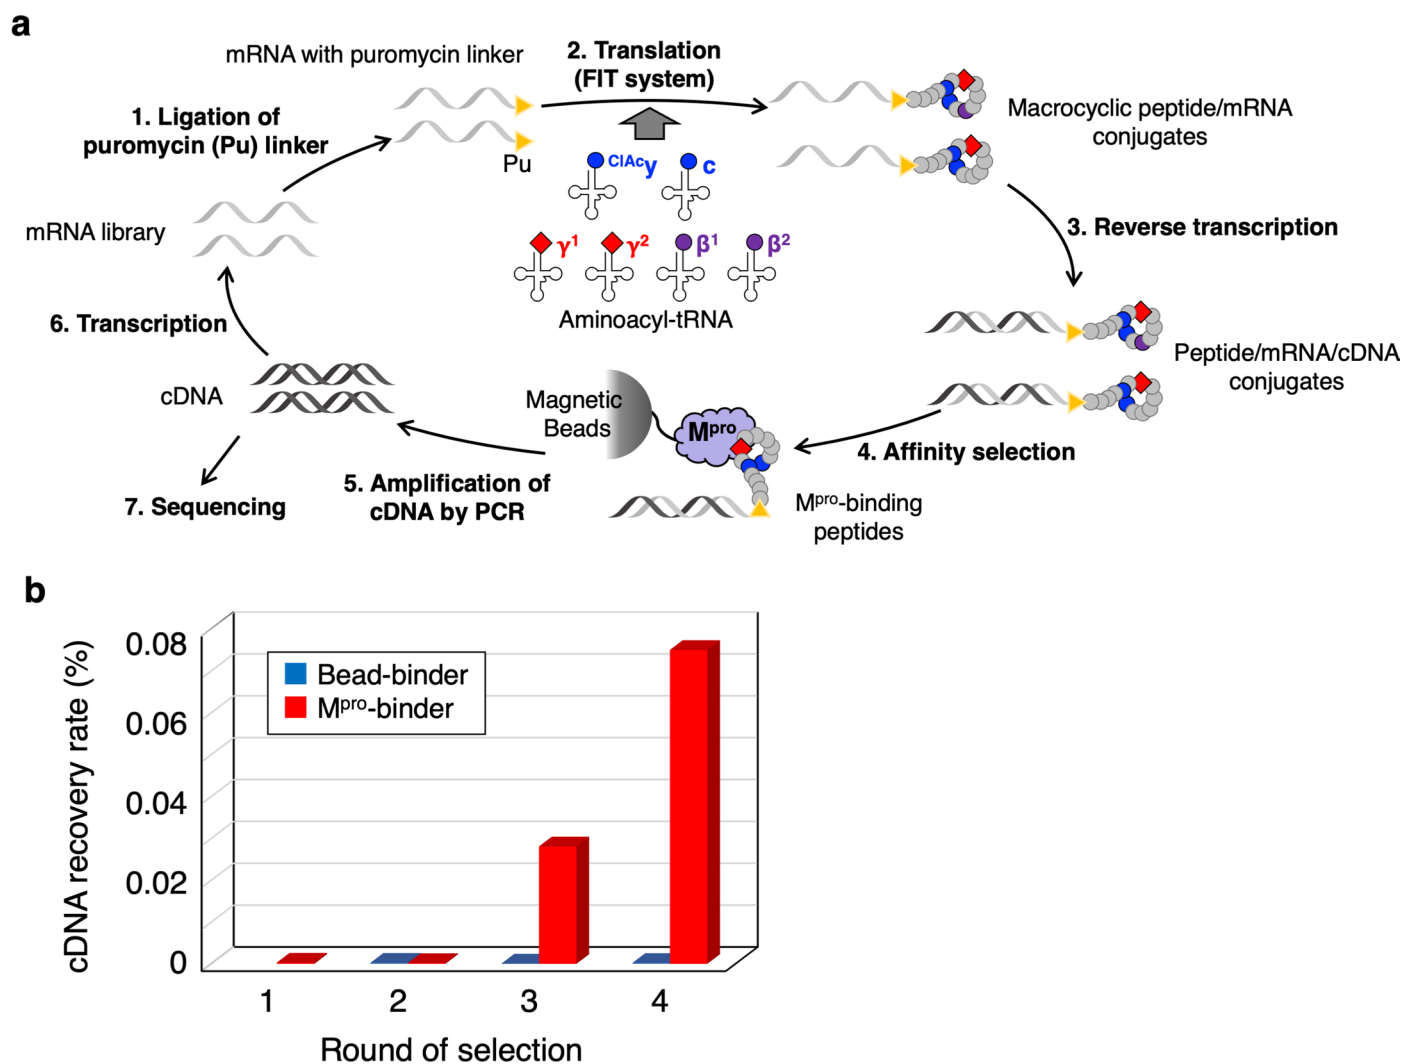 a
mRNA with puromycin linker
2. Translation
(FIT system)
1. Ligation of
puromycin (Pu) linker
Pu
ClAcy
c
Macrocyclic peptide/mRNA
conjugates
mRNA library
γ1
γ2
β1
β2
Aminoacyl-tRNA
3. Reverse transcription
6. Transcription
Peptide/mRNA/cDNA
conjugates
cDNA
Magnetic
Beads
Mpro
4. Affinity selection
5. Amplification of
cDNA by PCR
7. Sequencing
Mpro-binding
peptides
b
cDNA recovery rate (%)
0.08
0.06
0.04
0.02
0
Bead-binder
Mpro-binder
1 2 3 4
Round of selection